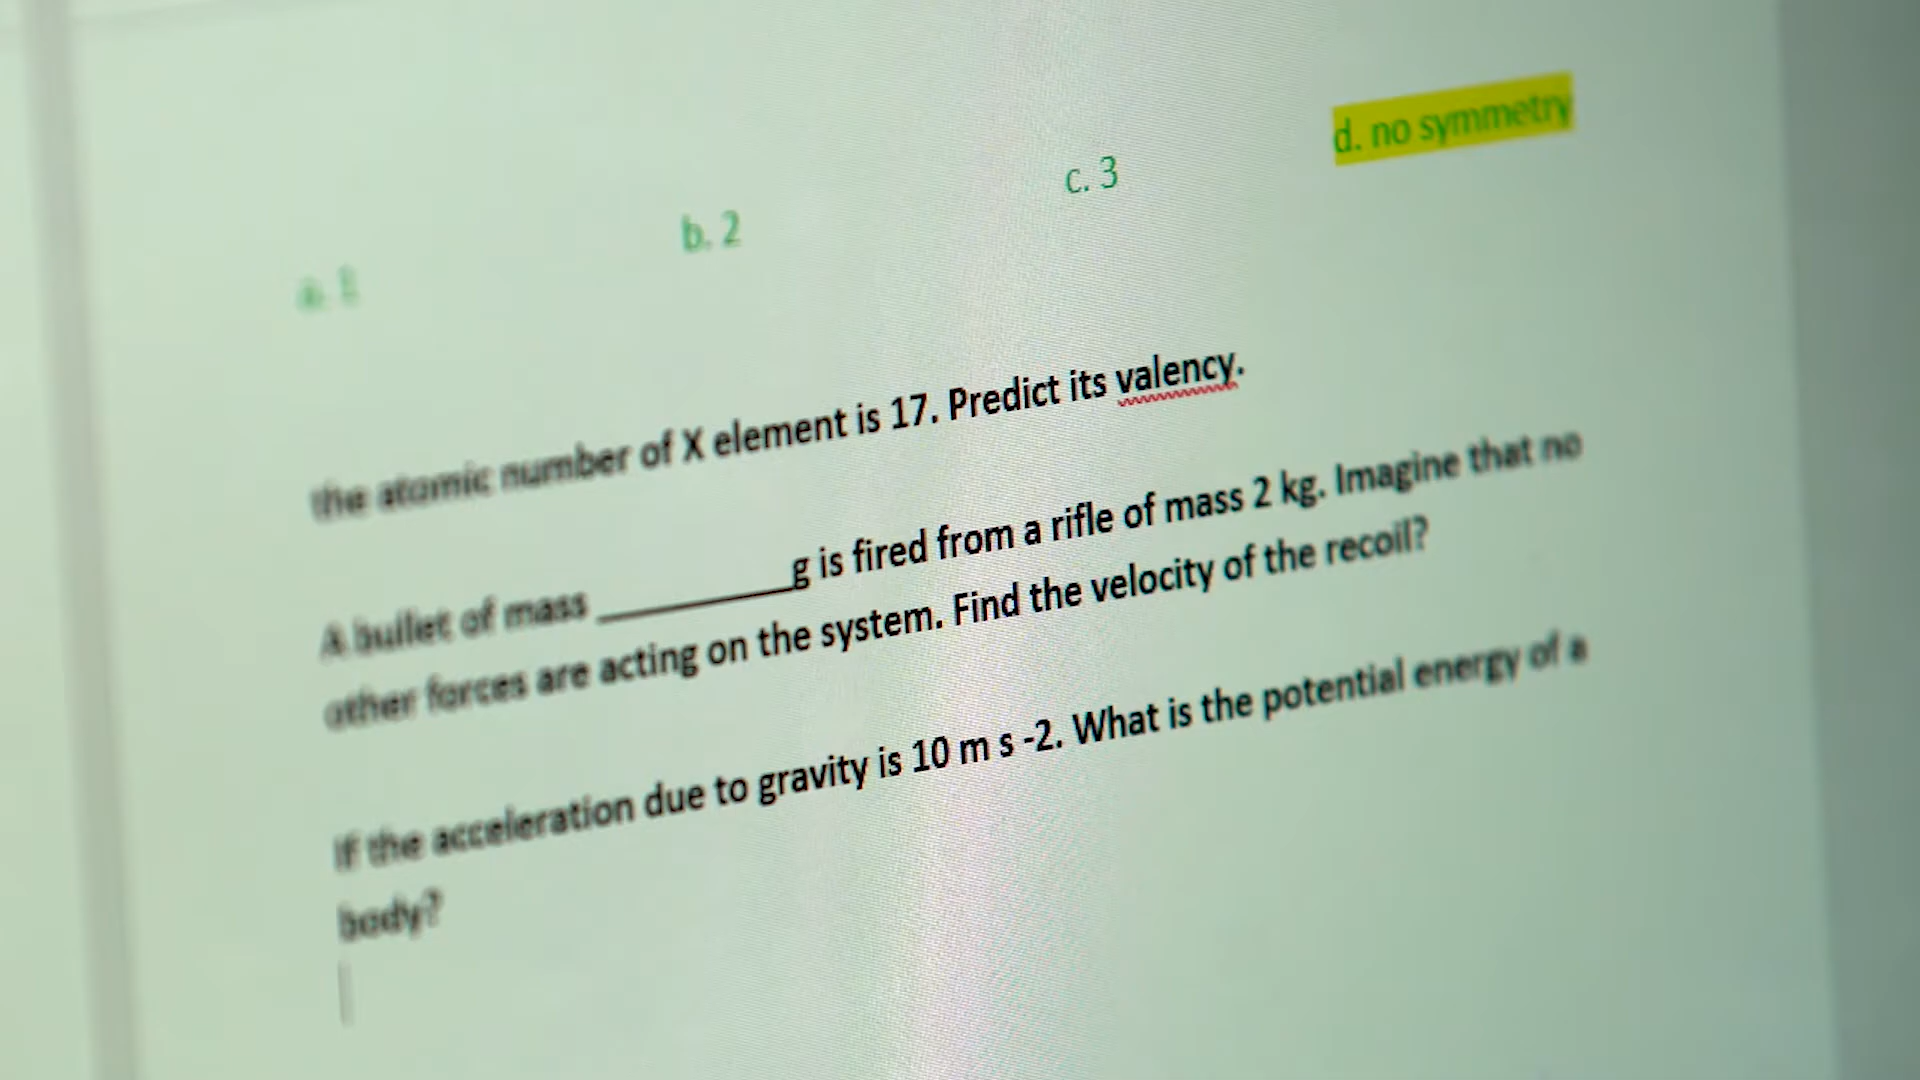 a. 1 b. 2 c. 3 d. no symmetry
the atomic number of X element is 17. Predict its valency.
A bullet of mass __________g is fired from a rifle of mass 2 kg. Imagine that no
other forces are acting on the system. Find the velocity of the recoil?
If the acceleration due to gravity is 10 m s -2. What is the potential energy of a
body?